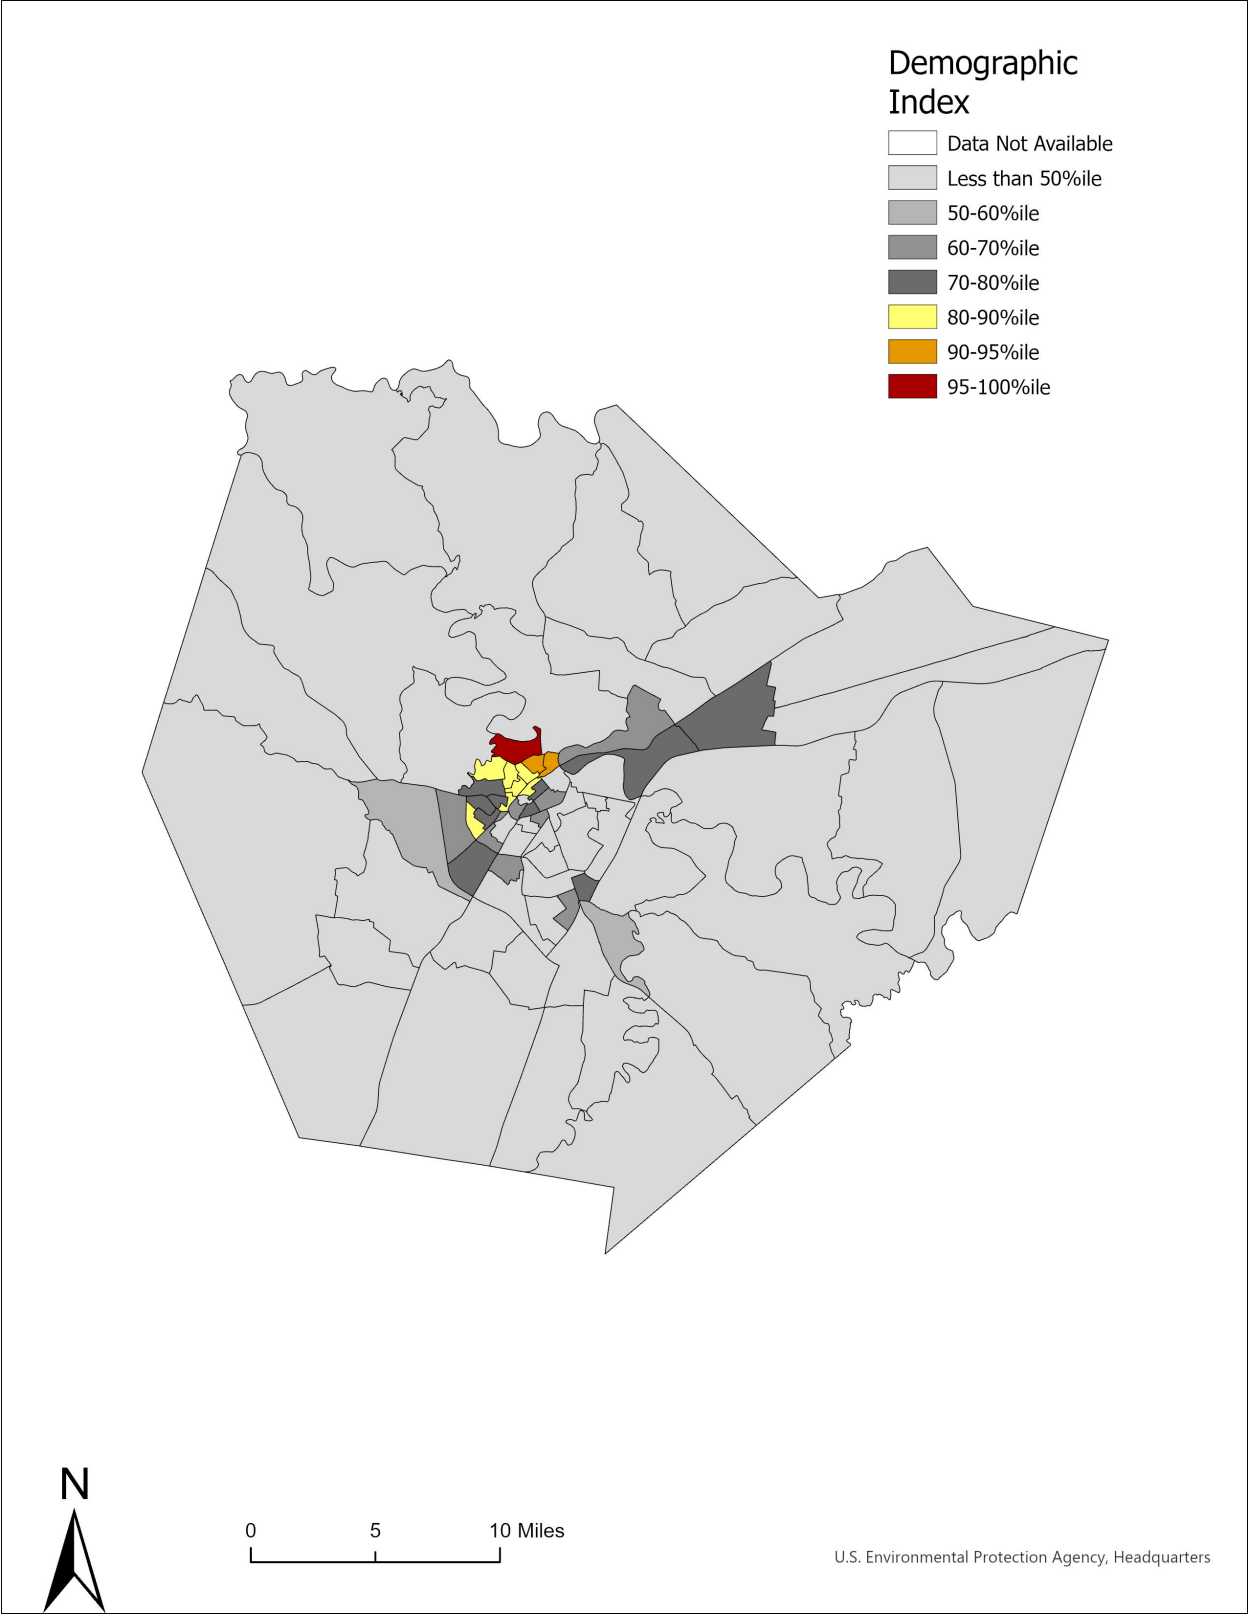 Demographic
Index
Data Not Available
Less than 50%ile
50-60%ile
60-70%ile
70-80%ile
80-90%ile
90-95%ile
95-100%ile
N
0 5 10 Miles
U.S. Environmental Protection Agency, Headquarters